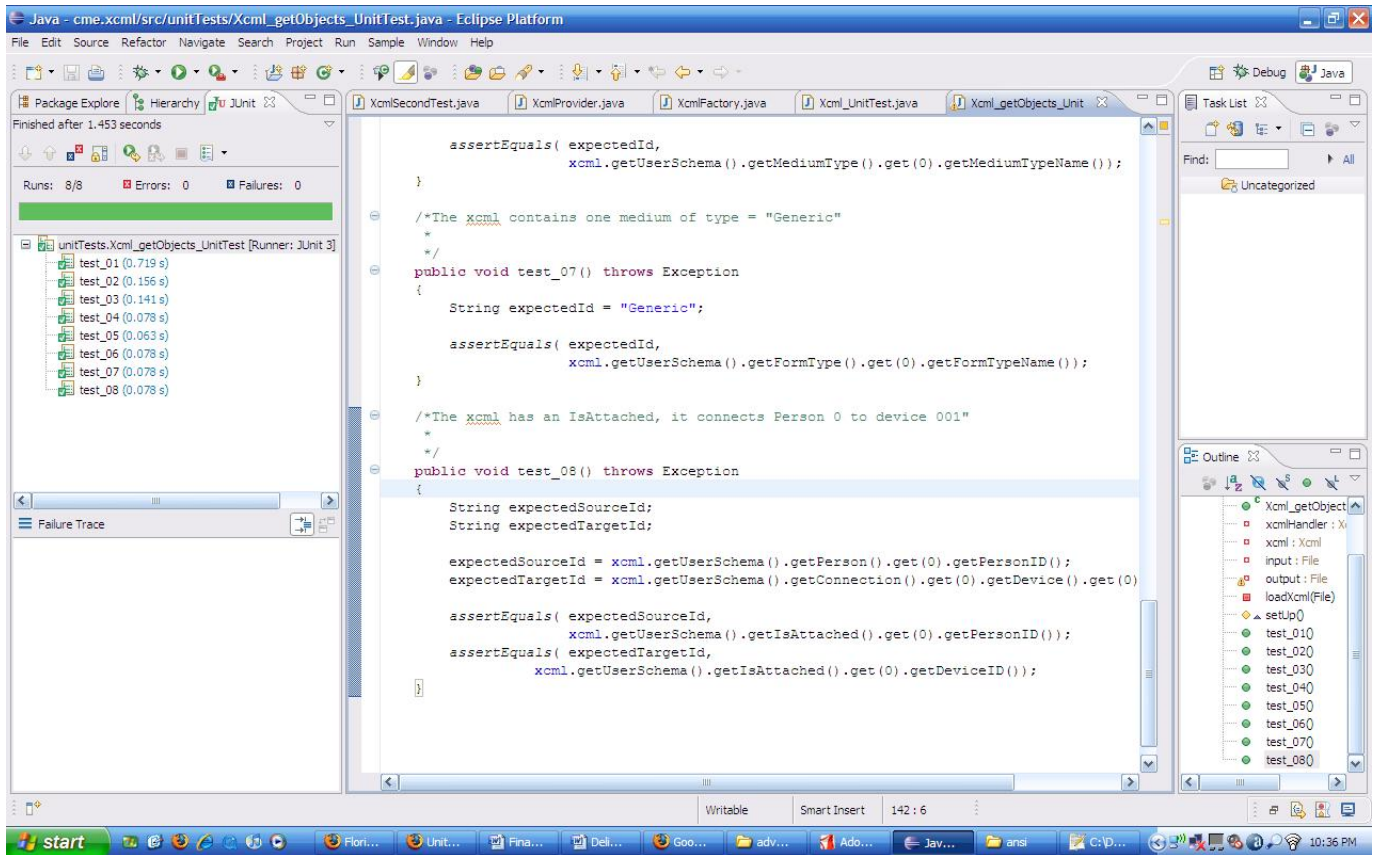 Java - cme.xcml/src/unitTests/Xcml_getObjects_UnitTest.java - Eclipse Platform
File Edit Source Refactor Navigate Search Project Run Sample Window Help
Debug Java
Package Explore Hierarchy JUnit
XcmlSecondTest.java XcmlProvider.java XcmlFactory.java Xcml_UnitTest.java Xcml_getObjects_Unit
Task List
Finished after 1.453 seconds
Find: All
Uncategorized
Runs: 8/8 Errors: 0 Failures: 0
unitTests.Xcml_getObjects_UnitTest [Runner: JUnit 3]
test_01 (0.719 s)
test_02 (0.156 s)
test_03 (0.141 s)
test_04 (0.078 s)
test_05 (0.063 s)
test_06 (0.078 s)
test_07 (0.078 s)
test_08 (0.078 s)
Failure Trace
assertEquals( expectedId,
xcml.getUserSchema().getMediumType().get(0).getMediumTypeName());
}
/*The xcml contains one medium of type = "Generic"
*
*/
public void test_07() throws Exception
{
String expectedId = "Generic";
assertEquals( expectedId,
xcml.getUserSchema().getFormType().get(0).getFormTypeName());
}
/*The xcml has an IsAttached, it connects Person 0 to device 001"
*
*/
public void test_08() throws Exception
{
String expectedSourceId;
String expectedTargetId;
expectedSourceId = xcml.getUserSchema().getPerson().get(0).getPersonID();
expectedTargetId = xcml.getUserSchema().getConnection().get(0).getDevice().get(0)
assertEquals( expectedSourceId,
xcml.getUserSchema().getIsAttached().get(0).getPersonID());
assertEquals( expectedTargetId,
xcml.getUserSchema().getIsAttached().get(0).getDeviceID());
}
Outline
Xcml_getObject
xcmlHandler : X
xcml : Xcml
input : File
output : File
loadXcml(File)
setUp()
test_01()
test_02()
test_03()
test_04()
test_05()
test_06()
test_07()
test_08()
Writable Smart Insert 142 : 6
start Flori... Unit... Fina... Deli... Goo... adv... Ado... Jav... ansi C:\D... 10:36 PM